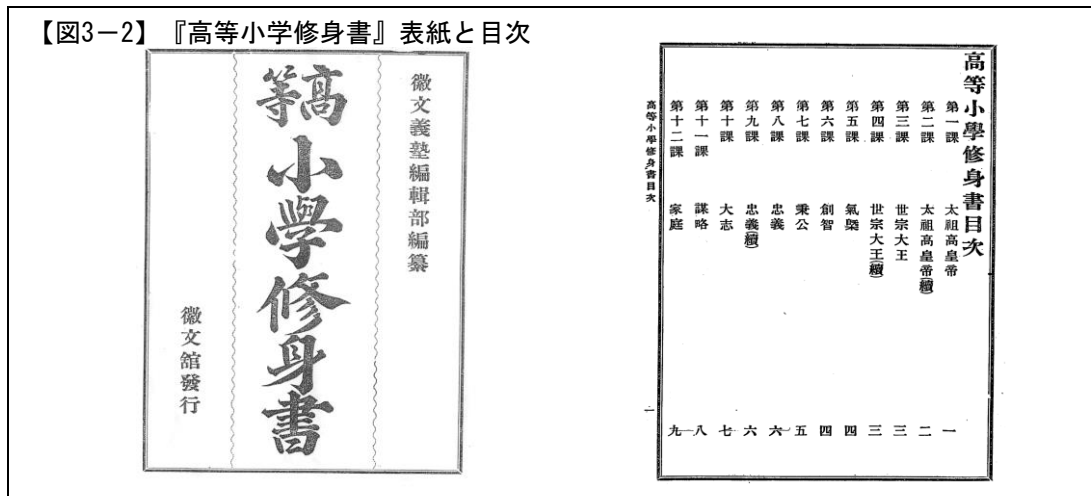 【図3－2】『高等小学修身書』表紙と目次
徽文義塾編輯部編纂
高等小學修身書
徽文舘發行
高等小學修身書目次
第一課 太祖高皇帝 一
第二課 太祖高皇帝(續) 二
第三課 世宗大王 三
第四課 世宗大王(續) 三
第五課 氣槩 四
第六課 創智 四
第七課 秉公 五
第八課 忠義 六
第九課 忠義(續) 六
第十課 大志 七
第十一課 謀略 八
第十二課 家庭 九
高等小學修身書目次 一